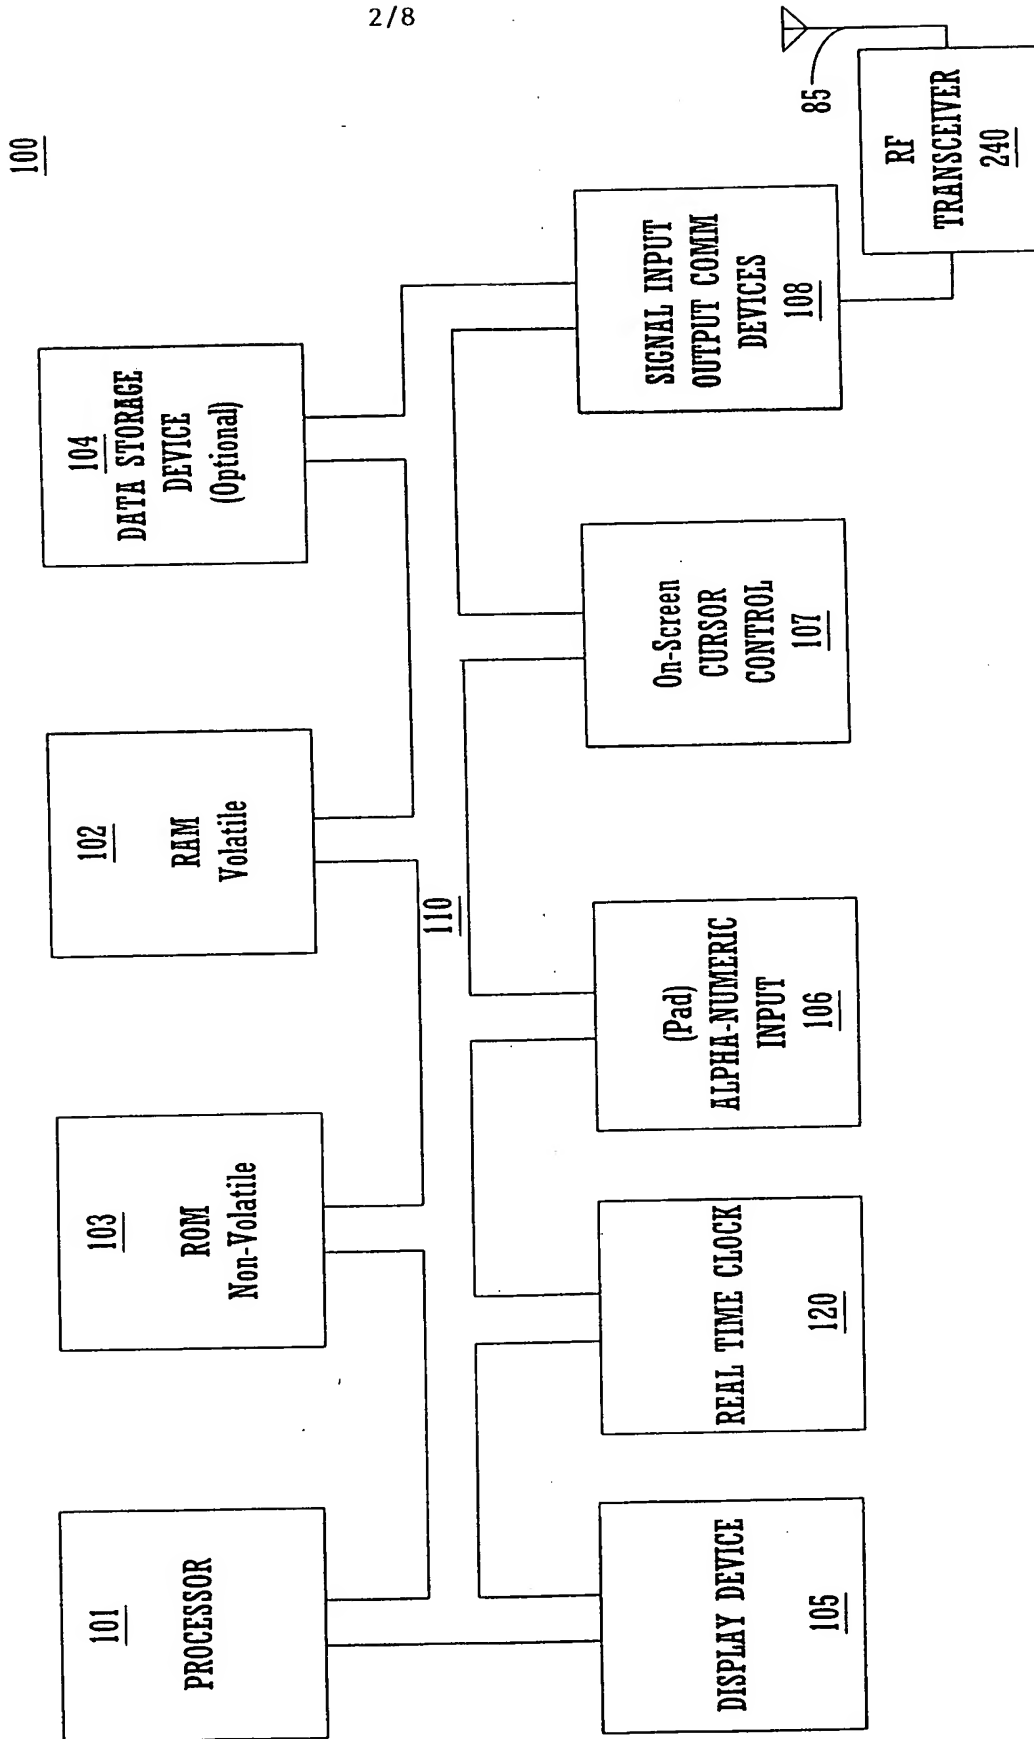 2/8
100
101
PROCESSOR
103
ROM
Non-Volatile
102
RAM
Volatile
104
DATA STORAGE
DEVICE
(Optional)
110
DISPLAY DEVICE
105
REAL TIME CLOCK
120
(Pad)
ALPHA-NUMERIC
INPUT
106
On-Screen
CURSOR
CONTROL
107
SIGNAL INPUT
OUTPUT COMM
DEVICES
108
85
RF
TRANSCEIVER
240